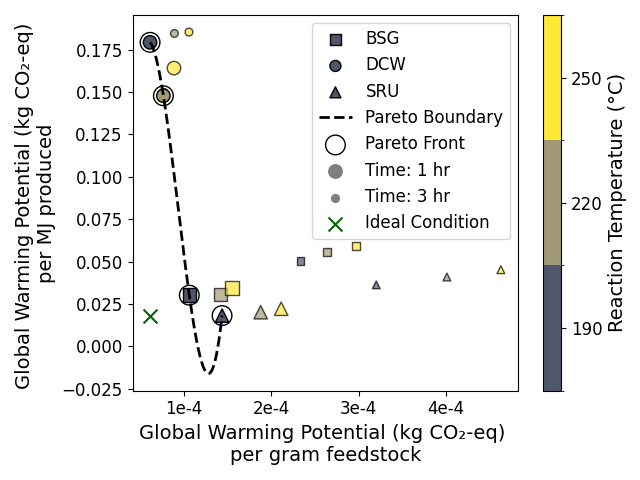 Global Warming Potential (kg CO₂-eq)
per MJ produced
0.175
0.150
0.125
0.100
0.075
0.050
0.025
0.000
−0.025
BSG
DCW
SRU
Pareto Boundary
Pareto Front
Time: 1 hr
Time: 3 hr
Ideal Condition
1e-4
2e-4
3e-4
4e-4
Global Warming Potential (kg CO₂-eq)
per gram feedstock
250
220
190
Reaction Temperature (°C)